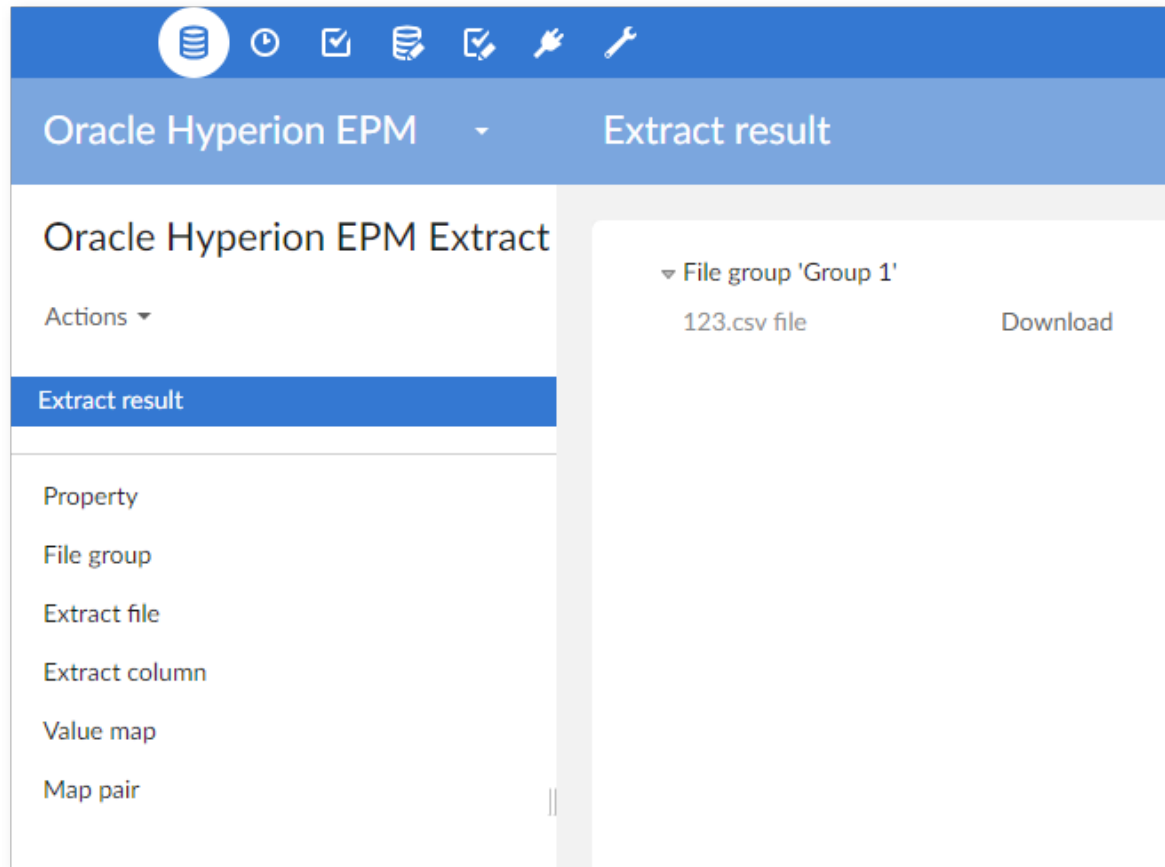 Oracle Hyperion EPM
Extract result
Oracle Hyperion EPM Extract
Actions
Extract result
Property
File group
Extract file
Extract column
Value map
Map pair
File group 'Group 1'
123.csv file Download